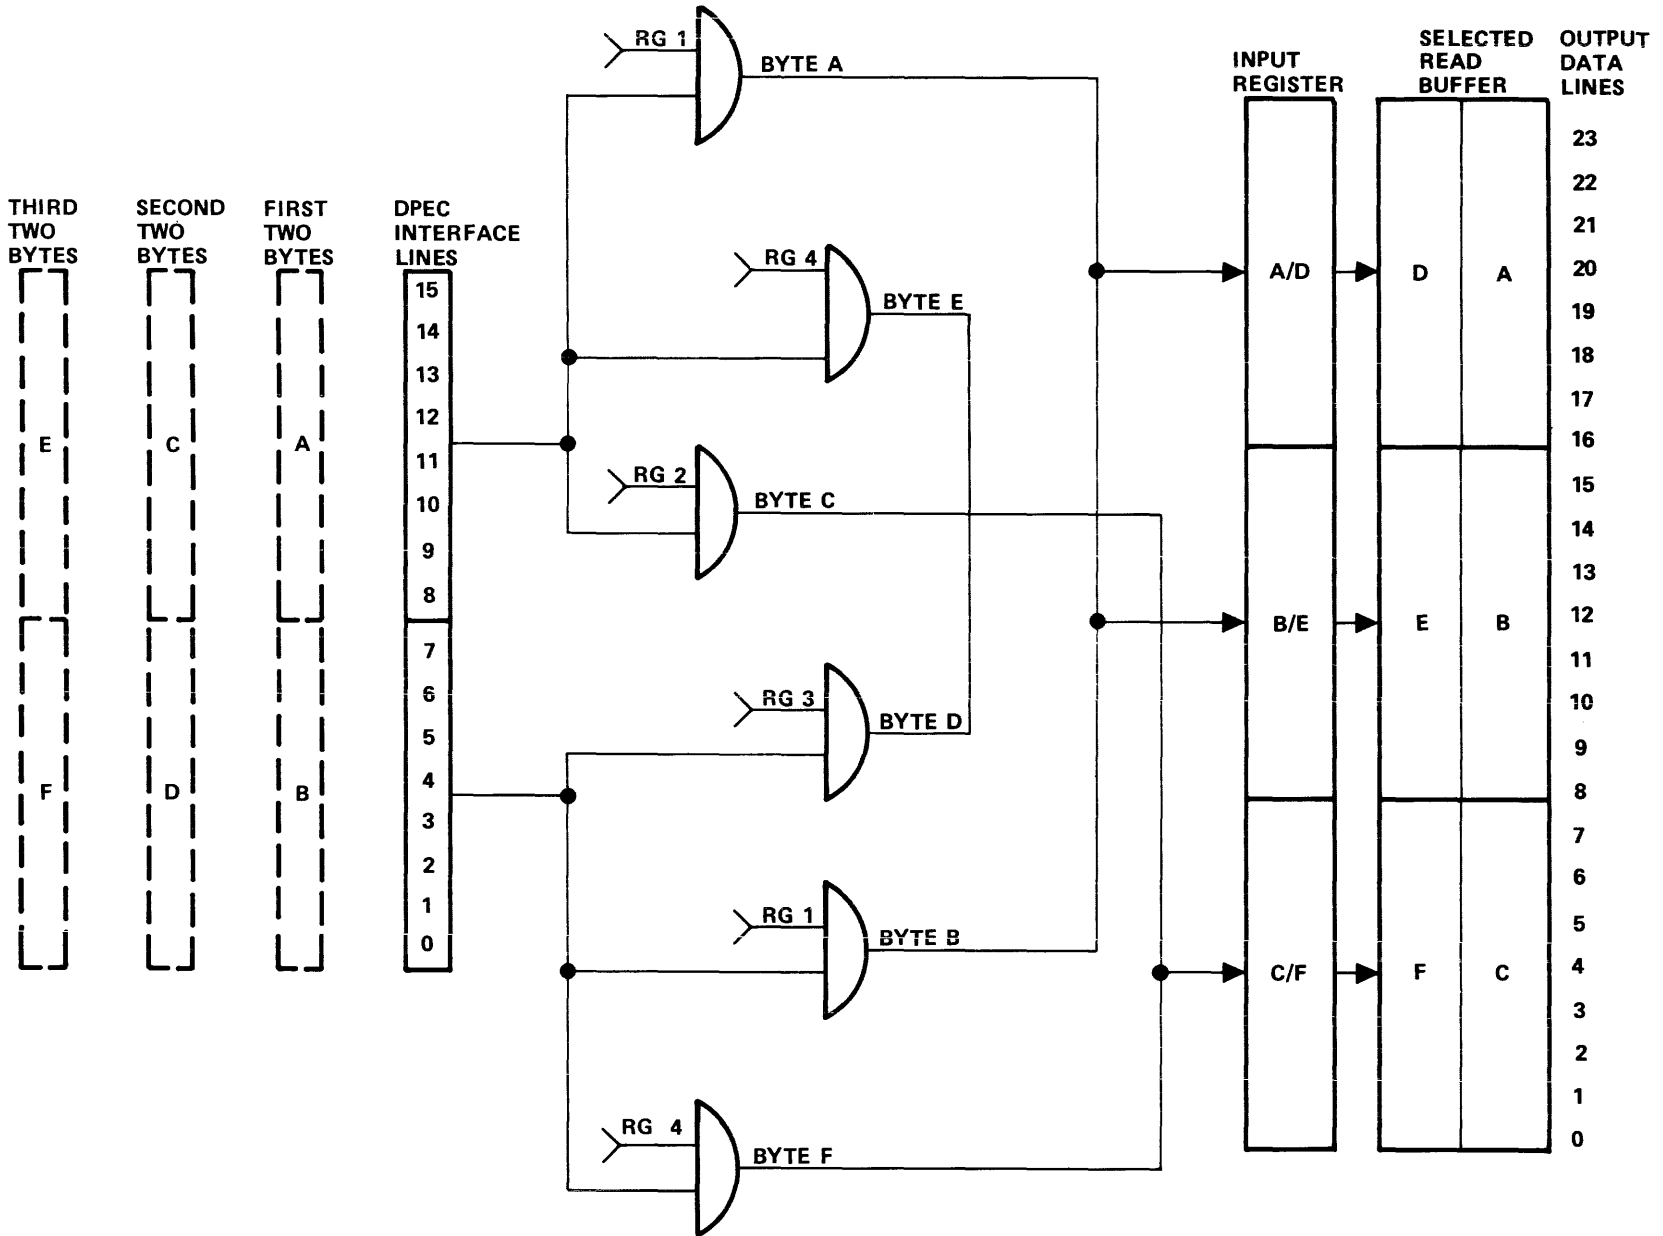 RG 1
BYTE A
INPUT
REGISTER
SELECTED
READ
BUFFER
OUTPUT
DATA
LINES
THIRD
TWO
BYTES
SECOND
TWO
BYTES
FIRST
TWO
BYTES
DPEC
INTERFACE
LINES
E
C
A
F
D
B
15
14
13
12
11
10
9
8
7
6
5
4
3
2
1
0
RG 4
BYTE E
RG 2
BYTE C
RG 3
BYTE D
RG 1
BYTE B
RG 4
BYTE F
A/D
B/E
C/F
D
A
E
B
F
C
23
22
21
20
19
18
17
16
15
14
13
12
11
10
9
8
7
6
5
4
3
2
1
0